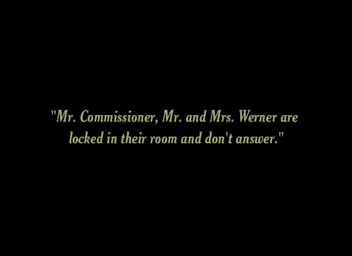 "Mr. Commissioner, Mr. and Mrs. Werner are
locked in their room and don't answer."